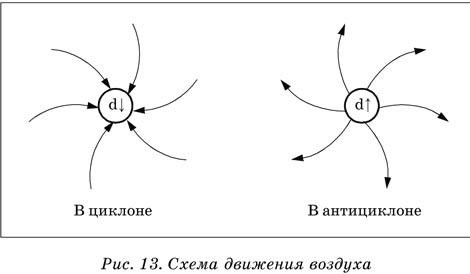 d↓
d↑
В циклоне
В антициклоне
Рис. 13. Схема движения воздуха